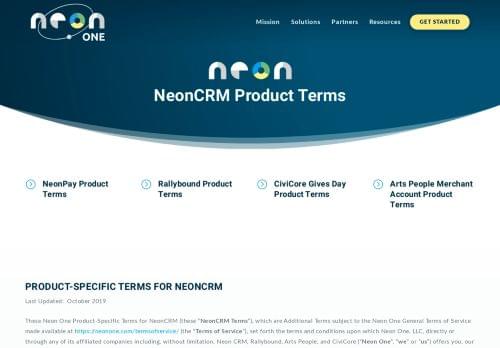 neon
ONE
Mission Solutions Partners Resources GET STARTED
neon
NeonCRM Product Terms
NeonPay Product Terms
Rallybound Product Terms
CiviCore Gives Day Product Terms
Arts People Merchant Account Product Terms
PRODUCT-SPECIFIC TERMS FOR NEONCRM
Last Updated: October 2019
These Neon One Product-Specific Terms for NeonCRM (these "NeonCRM Terms"), which are Additional Terms subject to the Neon One General Terms of Service
made available at https://neonone.com/termsofservice/ (the "Terms of Service"), set forth the terms and conditions upon which Neon One, LLC, directly or
through any of its affiliated companies including, without limitation, Neon CRM, Rallybound, Arts People, and CiviCore ("Neon One", "we" or "us") offers you, our